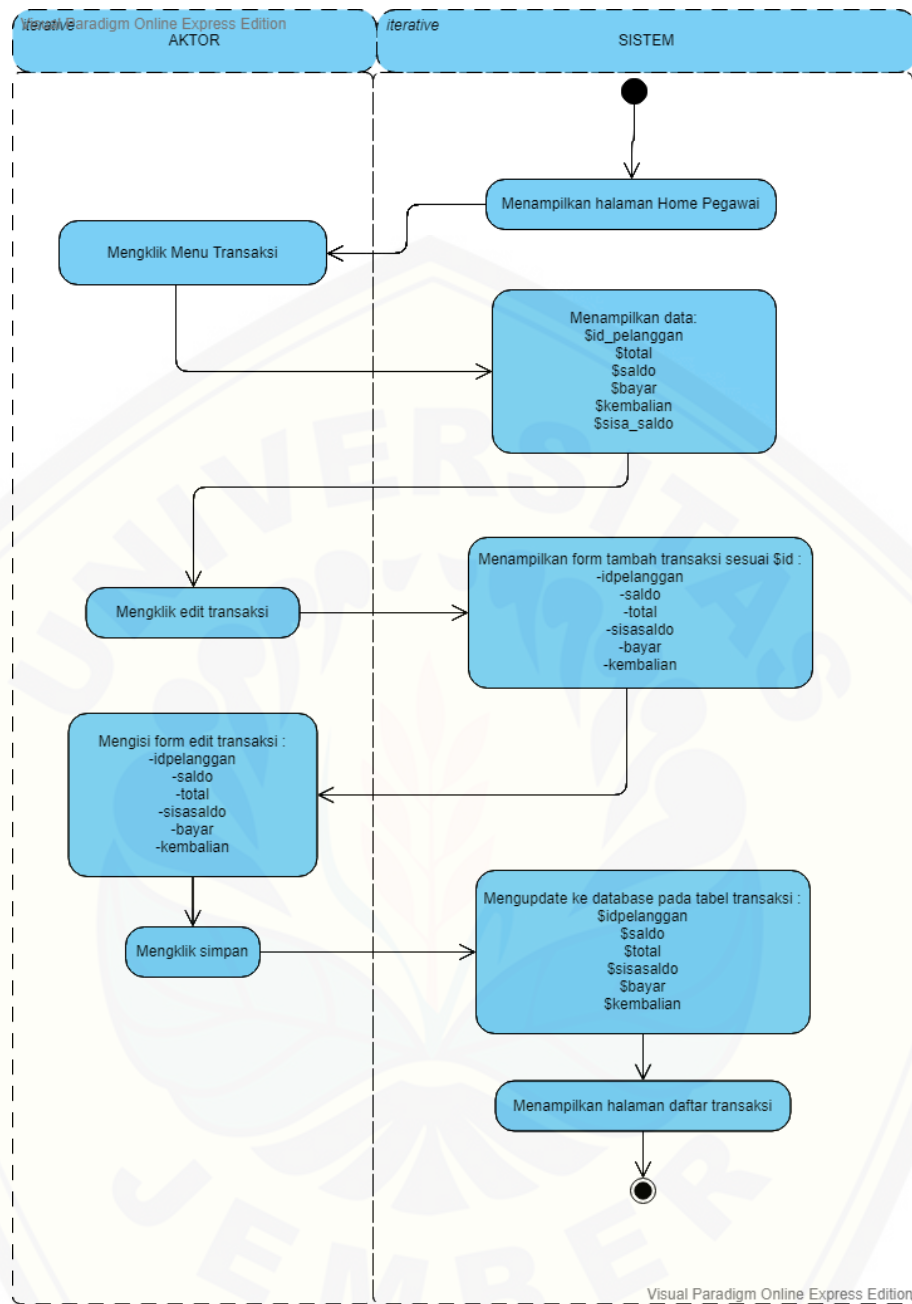 Visual Paradigm Online Express Edition
iterative
AKTOR
iterative
SISTEM
Menampilkan halaman Home Pegawai
Mengklik Menu Transaksi
Menampilkan data:
$id_pelanggan
$total
$saldo
$bayar
$kembalian
$sisa_saldo
Mengklik edit transaksi
Menampilkan form tambah transaksi sesuai $id :
-idpelanggan
-saldo
-total
-sisasaldo
-bayar
-kembalian
Mengisi form edit transaksi :
-idpelanggan
-saldo
-total
-sisasaldo
-bayar
-kembalian
Mengklik simpan
Mengupdate ke database pada tabel transaksi :
$idpelanggan
$saldo
$total
$sisasaldo
$bayar
$kembalian
Menampilkan halaman daftar transaksi
UNIVERSITAS
JEMBER
Visual Paradigm Online Express Edition